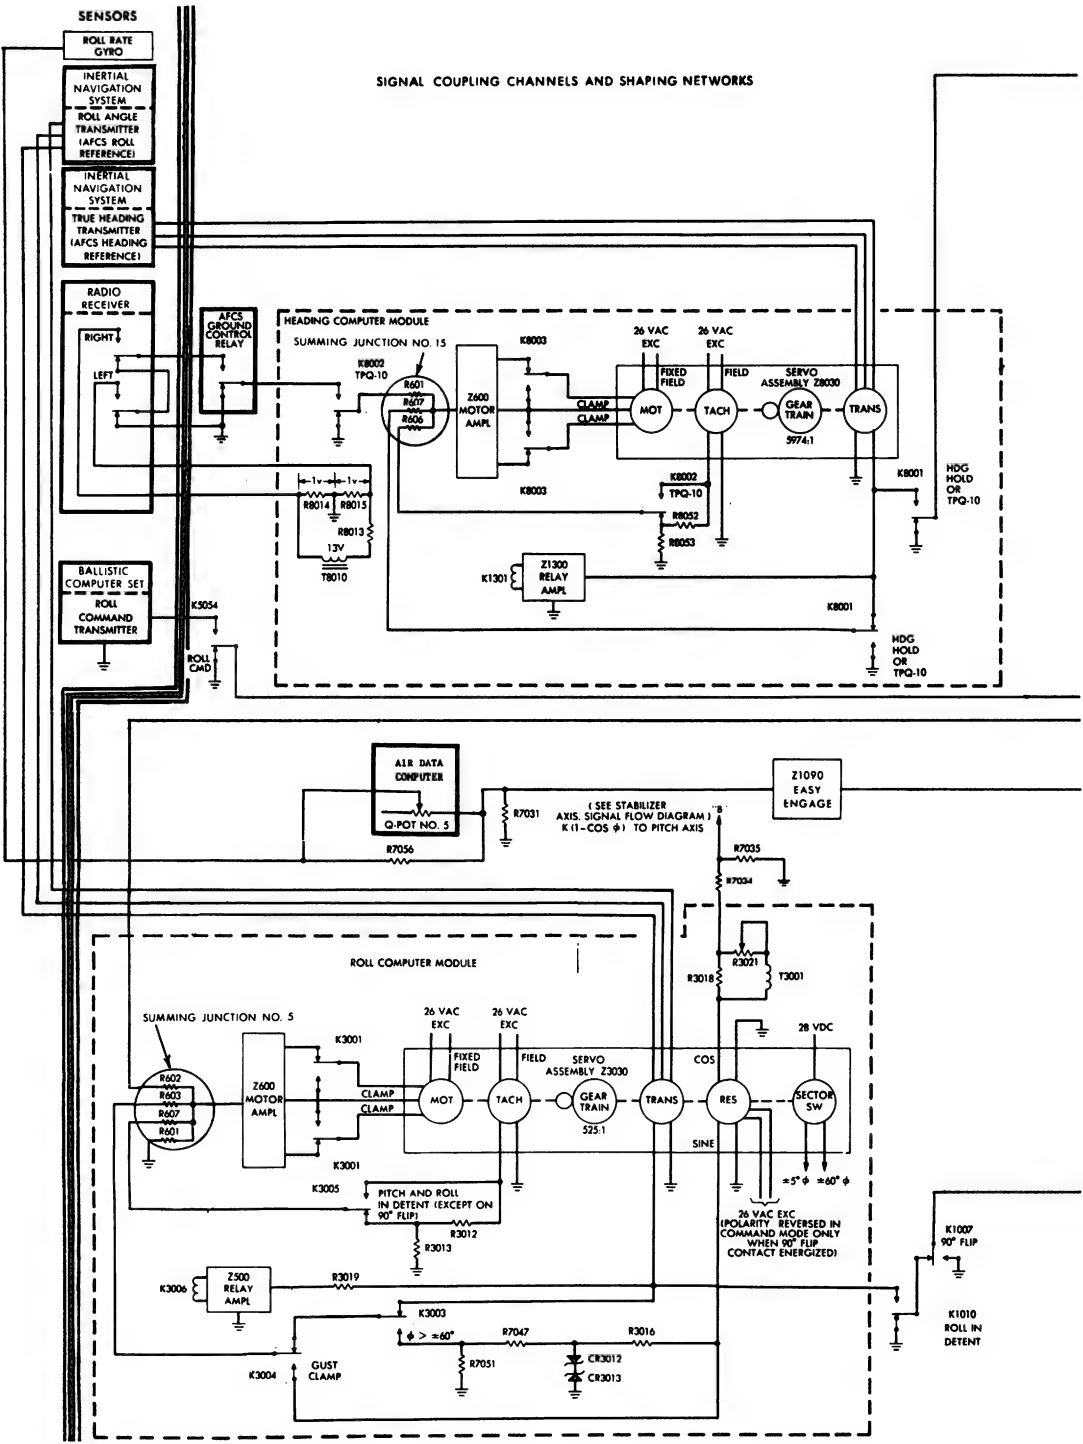 SENSORS
ROLL RATE
GYRO
INERTIAL
NAVIGATION
SYSTEM
ROLL ANGLE
TRANSMITTER
(AFCS ROLL
REFERENCE)
INERTIAL
NAVIGATION
SYSTEM
TRUE HEADING
TRANSMITTER
(AFCS HEADING
REFERENCE)
SIGNAL COUPLING CHANNELS AND SHAPING NETWORKS
RADIO
RECEIVER
RIGHT
LEFT
AFCS
GROUND
CONTROL
RELAY
HEADING COMPUTER MODULE
SUMMING JUNCTION NO. 15
K8002
TPQ-10
R601
R607
R606
Z600
MOTOR
AMPL
K8003
K8003
26 VAC
EXC
26 VAC
EXC
FIXED
FIELD
FIELD
SERVO
ASSEMBLY Z8030
CLAMP
CLAMP
MOT
TACH
GEAR
TRAIN
5974:1
TRANS
1v
1v
R8014
R8015
R8013
13V
T8010
K8002
TPQ-10
R8052
R8053
K8001
HDG
HOLD
OR
TPQ-10
K1301
Z1300
RELAY
AMPL
K8001
HDG
HOLD
OR
TPQ-10
BALLISTIC
COMPUTER SET
ROLL
COMMAND
TRANSMITTER
K5054
ROLL
CMD
AIR DATA
COMPUTER
Q-POT NO. 5
R7056
R7031
(SEE STABILIZER
AXIS. SIGNAL FLOW DIAGRAM)
K (1-COS ϕ) TO PITCH AXIS
"B"
Z1090
EASY
ENGAGE
R7035
R7034
R3021
R3018
T3001
ROLL COMPUTER MODULE
SUMMING JUNCTION NO. 5
R602
R603
R607
R601
Z600
MOTOR
AMPL
K3001
K3001
26 VAC
EXC
26 VAC
EXC
FIXED
FIELD
FIELD
SERVO
ASSEMBLY Z3030
COS
28 VDC
CLAMP
CLAMP
MOT
TACH
GEAR
TRAIN
525:1
TRANS
RES
SECTOR
SW
SINE
±5° ϕ
±60° ϕ
K3005
PITCH AND ROLL
IN DETENT (EXCEPT ON
90° FLIP)
R3012
R3013
26 VAC EXC
(POLARITY REVERSED IN
COMMAND MODE ONLY
WHEN 90° FLIP
CONTACT ENERGIZED)
K1007
90° FLIP
K3006
Z500
RELAY
AMPL
R3019
K3003
ϕ > ±60°
R7047
R3016
R7051
CR3012
CR3013
K3004
GUST
CLAMP
K1010
ROLL IN
DETENT